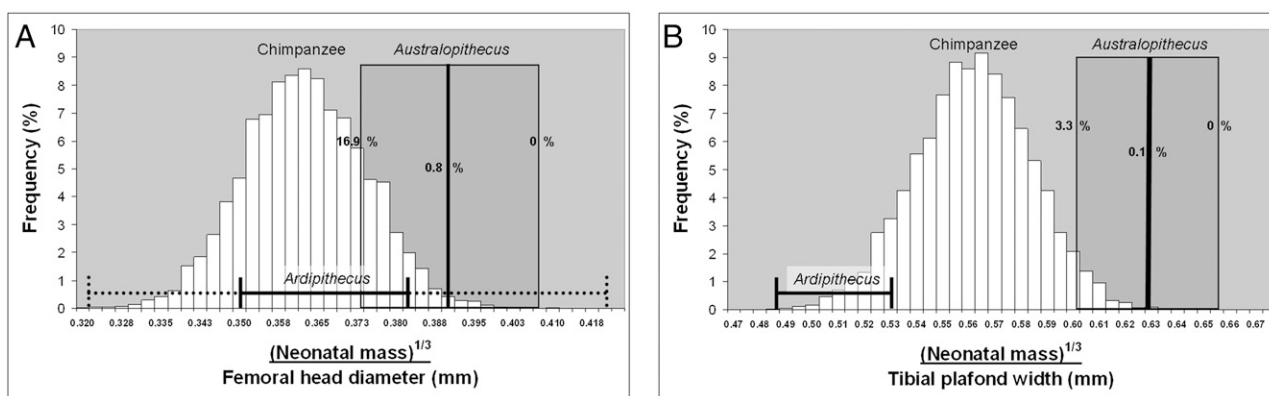 A
Chimpanzee
Australopithecus
Frequency (%)
10
9
8
7
6
5
4
3
2
1
0
16.9 %
0.8 %
0 %
Ardipithecus
0.320 0.328 0.335 0.343 0.350 0.358 0.365 0.373 0.380 0.388 0.395 0.403 0.410 0.418
(Neonatal mass)1/3
Femoral head diameter (mm)
B
Chimpanzee
Australopithecus
Frequency (%)
10
9
8
7
6
5
4
3
2
1
0
3.3 %
0.1 %
0 %
Ardipithecus
0.47 0.48 0.49 0.50 0.51 0.52 0.53 0.54 0.55 0.56 0.57 0.58 0.59 0.60 0.61 0.62 0.63 0.64 0.65 0.66 0.67
(Neonatal mass)1/3
Tibial plafond width (mm)